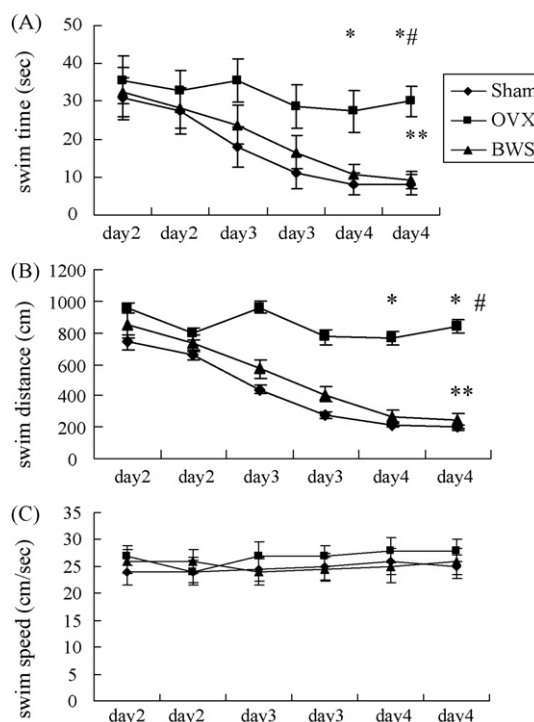 (A)
swim time (sec)
50
40
30
20
10
0
* *#
**
Sham
OVX
BWS
day2 day2 day3 day3 day4 day4
(B)
swim distance (cm)
1200
1000
800
600
400
200
0
* * #
**
day2 day2 day3 day3 day4 day4
(C)
swim speed (cm/sec)
35
30
25
20
15
10
5
0
day2 day2 day3 day3 day4 day4